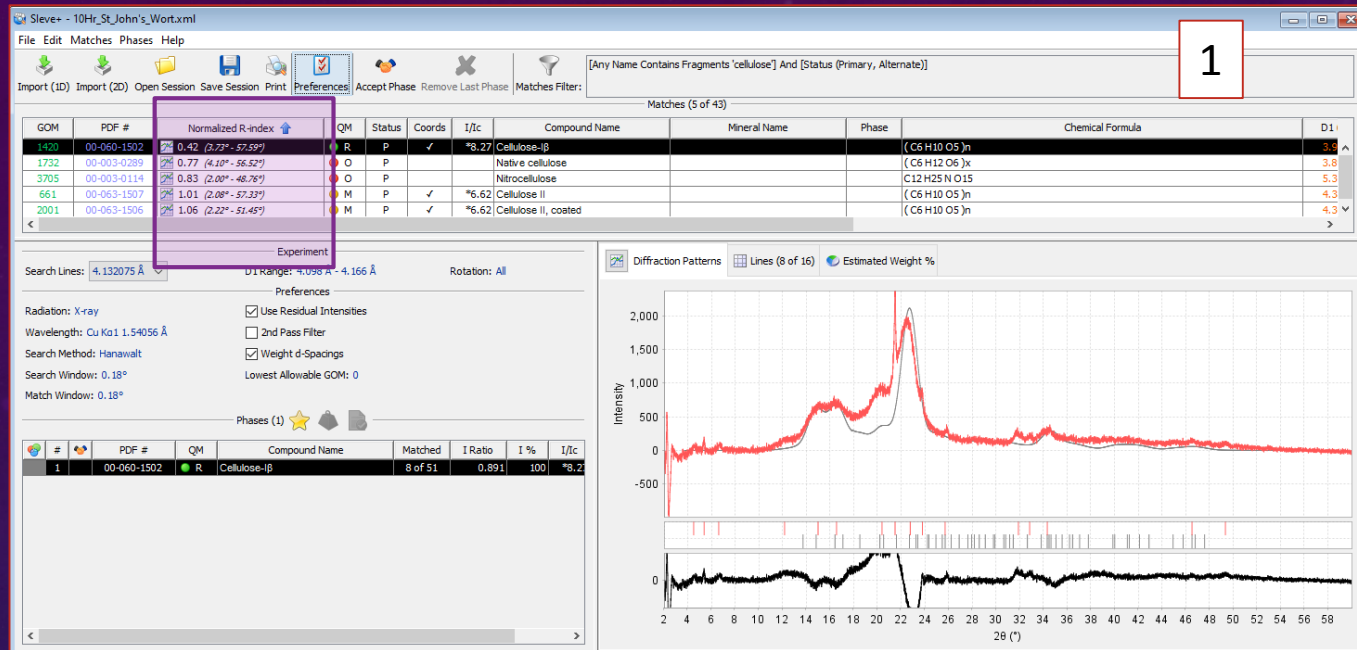 Sleve+ - 10Hr_St_John's_Wort.xml
File Edit Matches Phases Help
1
Import (1D) Import (2D) Open Session Save Session Print Preferences Accept Phase Remove Last Phase Matches Filter: [Any Name Contains Fragments 'cellulose'] And [Status (Primary, Alternate)]
Matches (5 of 43)
GOM PDF # Normalized R-index QM Status Coords I/Ic Compound Name Mineral Name Phase Chemical Formula D1
1420 00-060-1502 0.42 (3.73° - 57.59°) R P ✓ *8.27 Cellulose-Iβ ( C6 H10 O5 )n 3.9
1732 00-003-0289 0.77 (4.10° - 56.52°) O P Native cellulose ( C6 H12 O6 )x 3.8
3705 00-003-0114 0.83 (2.00° - 48.76°) O P Nitrocellulose C12 H25 N O15 5.3
661 00-063-1507 1.01 (2.08° - 57.33°) M P ✓ *6.62 Cellulose II ( C6 H10 O5 )n 4.3
2001 00-063-1506 1.06 (2.22° - 51.45°) M P ✓ *6.62 Cellulose II, coated ( C6 H10 O5 )n 4.3
Experiment
Search Lines: 4.132075 Å D1 Range: 4.098 Å - 4.166 Å Rotation: All
Preferences
Radiation: X-ray Use Residual Intensities
Wavelength: Cu Kα1 1.54056 Å 2nd Pass Filter
Search Method: Hanawalt Weight d-Spacings
Search Window: 0.18° Lowest Allowable GOM: 0
Match Window: 0.18°
Phases (1)
# PDF # QM Compound Name Matched I Ratio I % I/Ic
1 00-060-1502 R Cellulose-Iβ 8 of 51 0.891 100 *8.27
Diffraction Patterns Lines (8 of 16) Estimated Weight %
2,000
1,500
1,000
500
0
-500
Intensity
0
2 4 6 8 10 12 14 16 18 20 22 24 26 28 30 32 34 36 38 40 42 44 46 48 50 52 54 56 58
2θ (°)